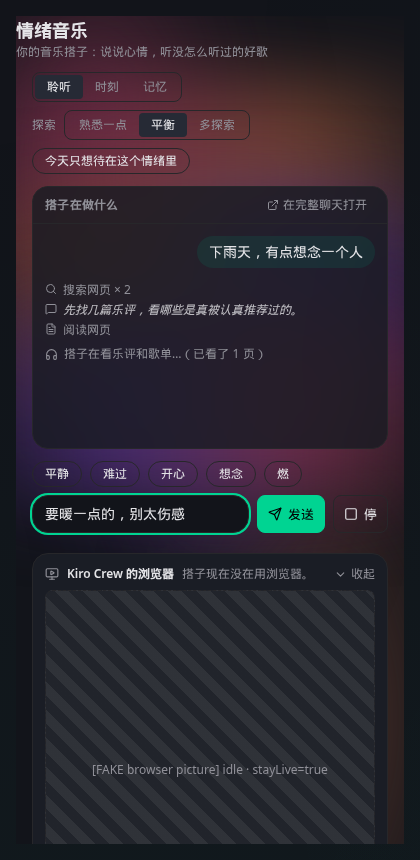 情绪音乐
你的音乐搭子：说说心情，听没怎么听过的好歌
聆听 时刻 记忆
探索 熟悉一点 平衡 多探索
今天只想待在这个情绪里
搭子在做什么 在完整聊天打开
下雨天，有点想念一个人
搜索网页 × 2
先找几篇乐评，看哪些是真被认真推荐过的。
阅读网页
搭子在看乐评和歌单…（已看了 1 页）
平静 难过 开心 想念 燃
要暖一点的，别太伤感 发送 停
Kiro Crew 的浏览器 搭子现在没在用浏览器。 收起
[FAKE browser picture] idle · stayLive=true